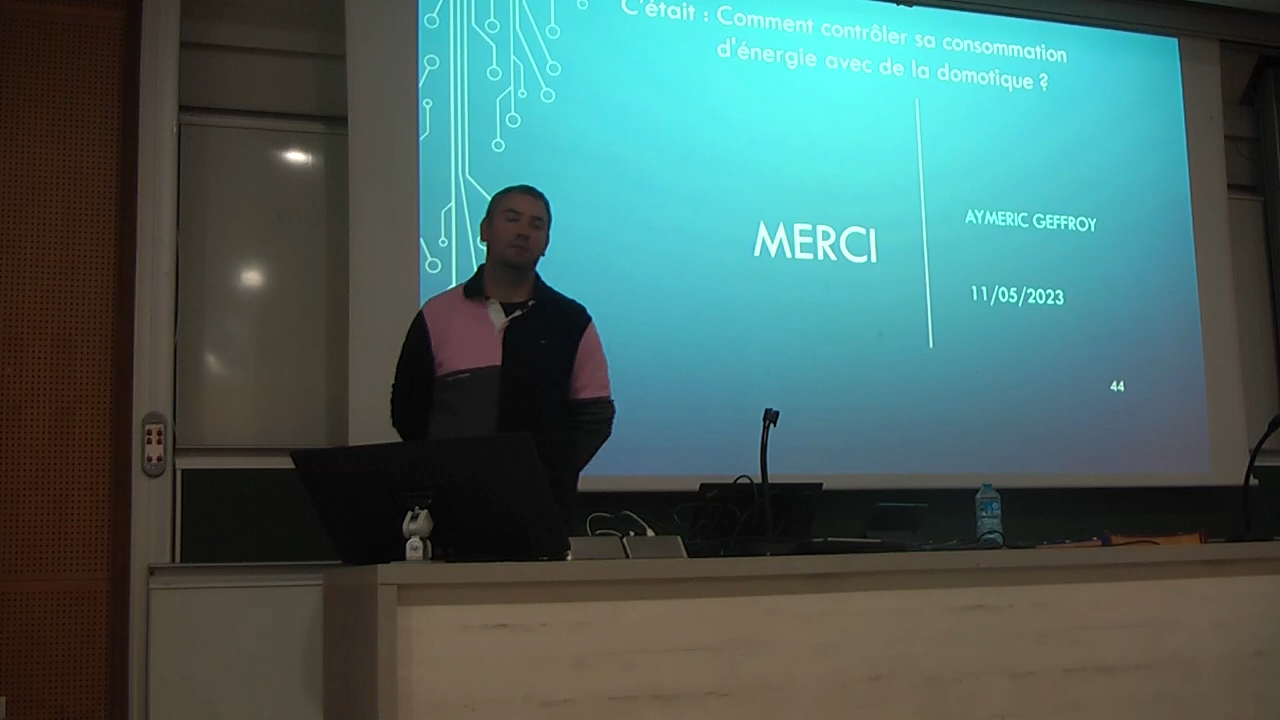 C'était : Comment contrôler sa consommation
d'énergie avec de la domotique ?
MERCI
AYMERIC GEFFROY
11/05/2023
44